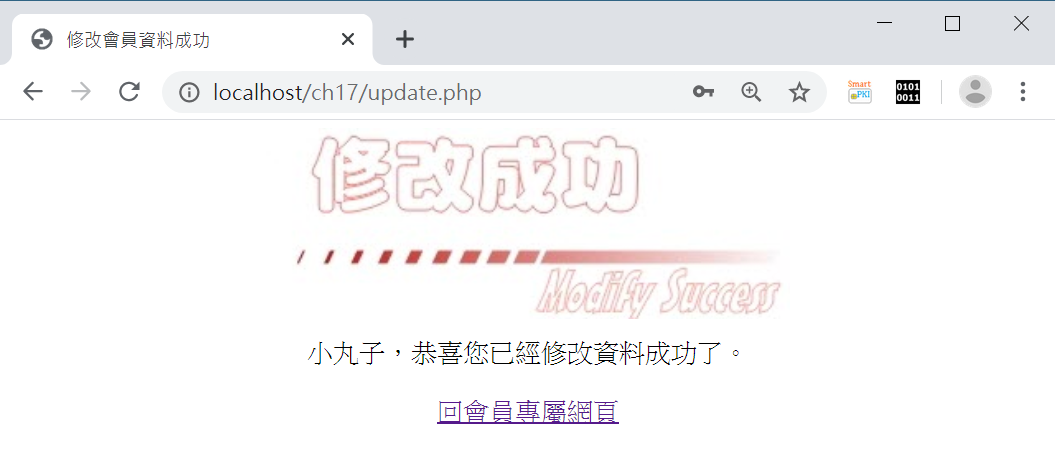 修改會員資料成功
localhost/ch17/update.php
Smart
PKI
0101
0011
修改成功
Modify Success
小丸子，恭喜您已經修改資料成功了。
回會員專屬網頁